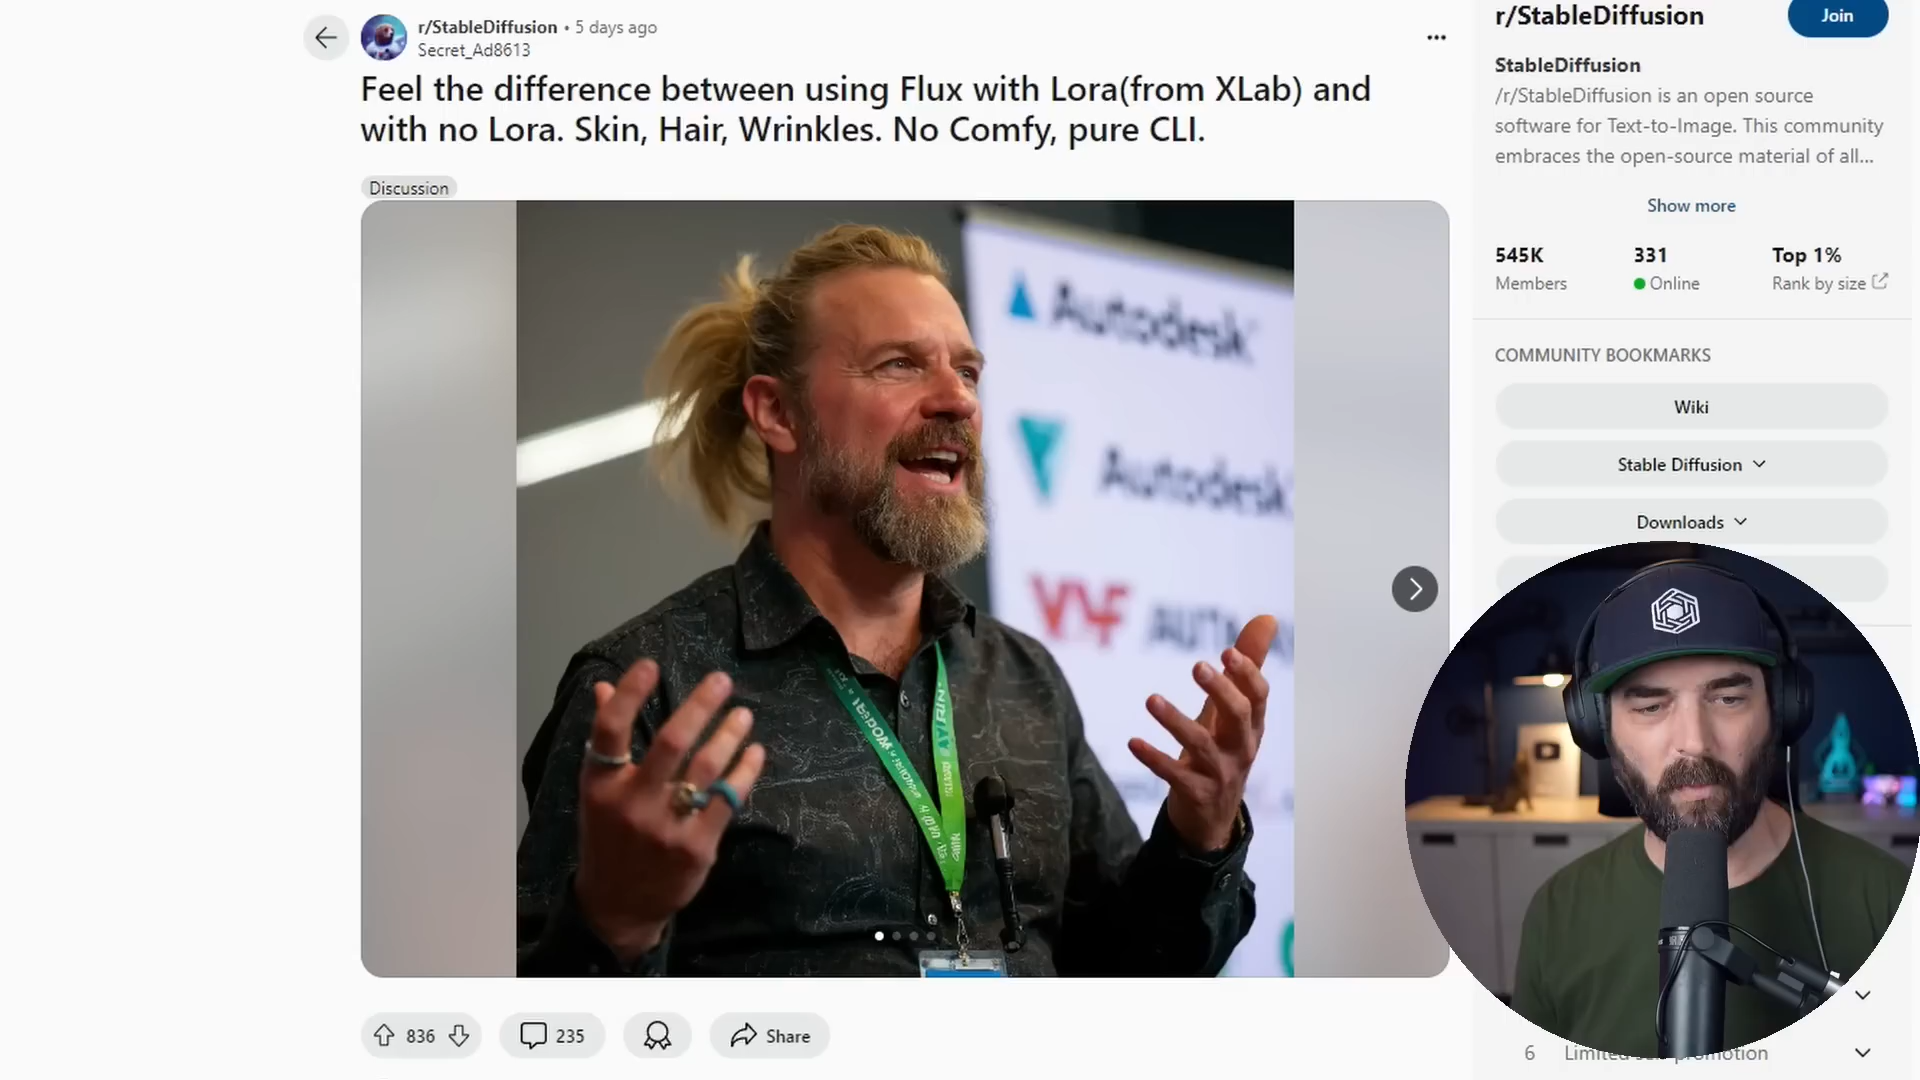 r/StableDiffusion • 5 days ago
Secret_Ad8613
Feel the difference between using Flux with Lora(from XLab) and
with no Lora. Skin, Hair, Wrinkles. No Comfy, pure CLI.
Discussion
Autodesk
Autodesk
836
235
Share
r/StableDiffusion
Join
StableDiffusion
/r/StableDiffusion is an open source
software for Text-to-Image. This community
embraces the open-source material of all...
Show more
545K
331
Top 1%
Members
Online
Rank by size
COMMUNITY BOOKMARKS
Wiki
Stable Diffusion
Downloads
6 Limited self-promotion